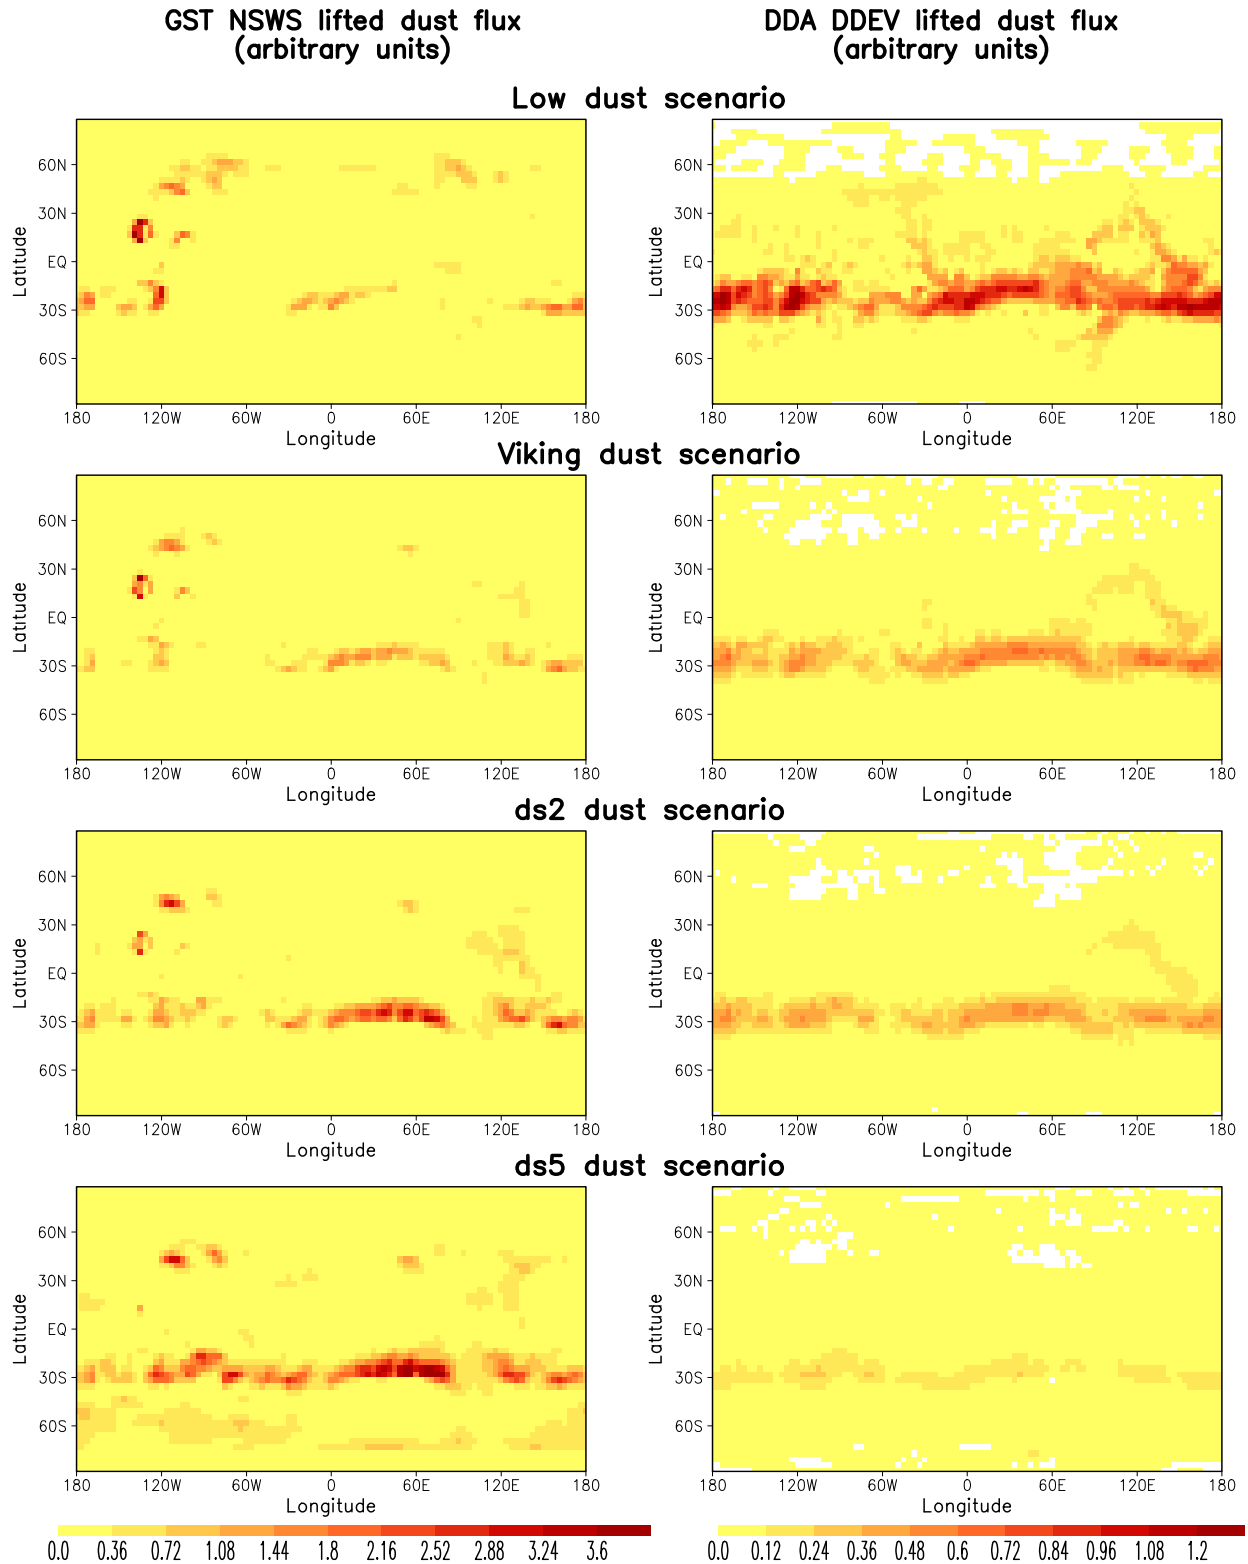 GST NSWS lifted dust flux
(arbitrary units)
DDA DDEV lifted dust flux
(arbitrary units)
Low dust scenario
60N
30N
EQ
30S
60S
Latitude
180 120W 60W 0 60E 120E 180
Longitude
60N
30N
EQ
30S
60S
Latitude
180 120W 60W 0 60E 120E 180
Longitude
Viking dust scenario
60N
30N
EQ
30S
60S
Latitude
180 120W 60W 0 60E 120E 180
Longitude
60N
30N
EQ
30S
60S
Latitude
180 120W 60W 0 60E 120E 180
Longitude
ds2 dust scenario
60N
30N
EQ
30S
60S
Latitude
180 120W 60W 0 60E 120E 180
Longitude
60N
30N
EQ
30S
60S
Latitude
180 120W 60W 0 60E 120E 180
Longitude
ds5 dust scenario
60N
30N
EQ
30S
60S
Latitude
180 120W 60W 0 60E 120E 180
Longitude
60N
30N
EQ
30S
60S
Latitude
180 120W 60W 0 60E 120E 180
Longitude
0.0 0.36 0.72 1.08 1.44 1.8 2.16 2.52 2.88 3.24 3.6
0.0 0.12 0.24 0.36 0.48 0.6 0.72 0.84 0.96 1.08 1.2